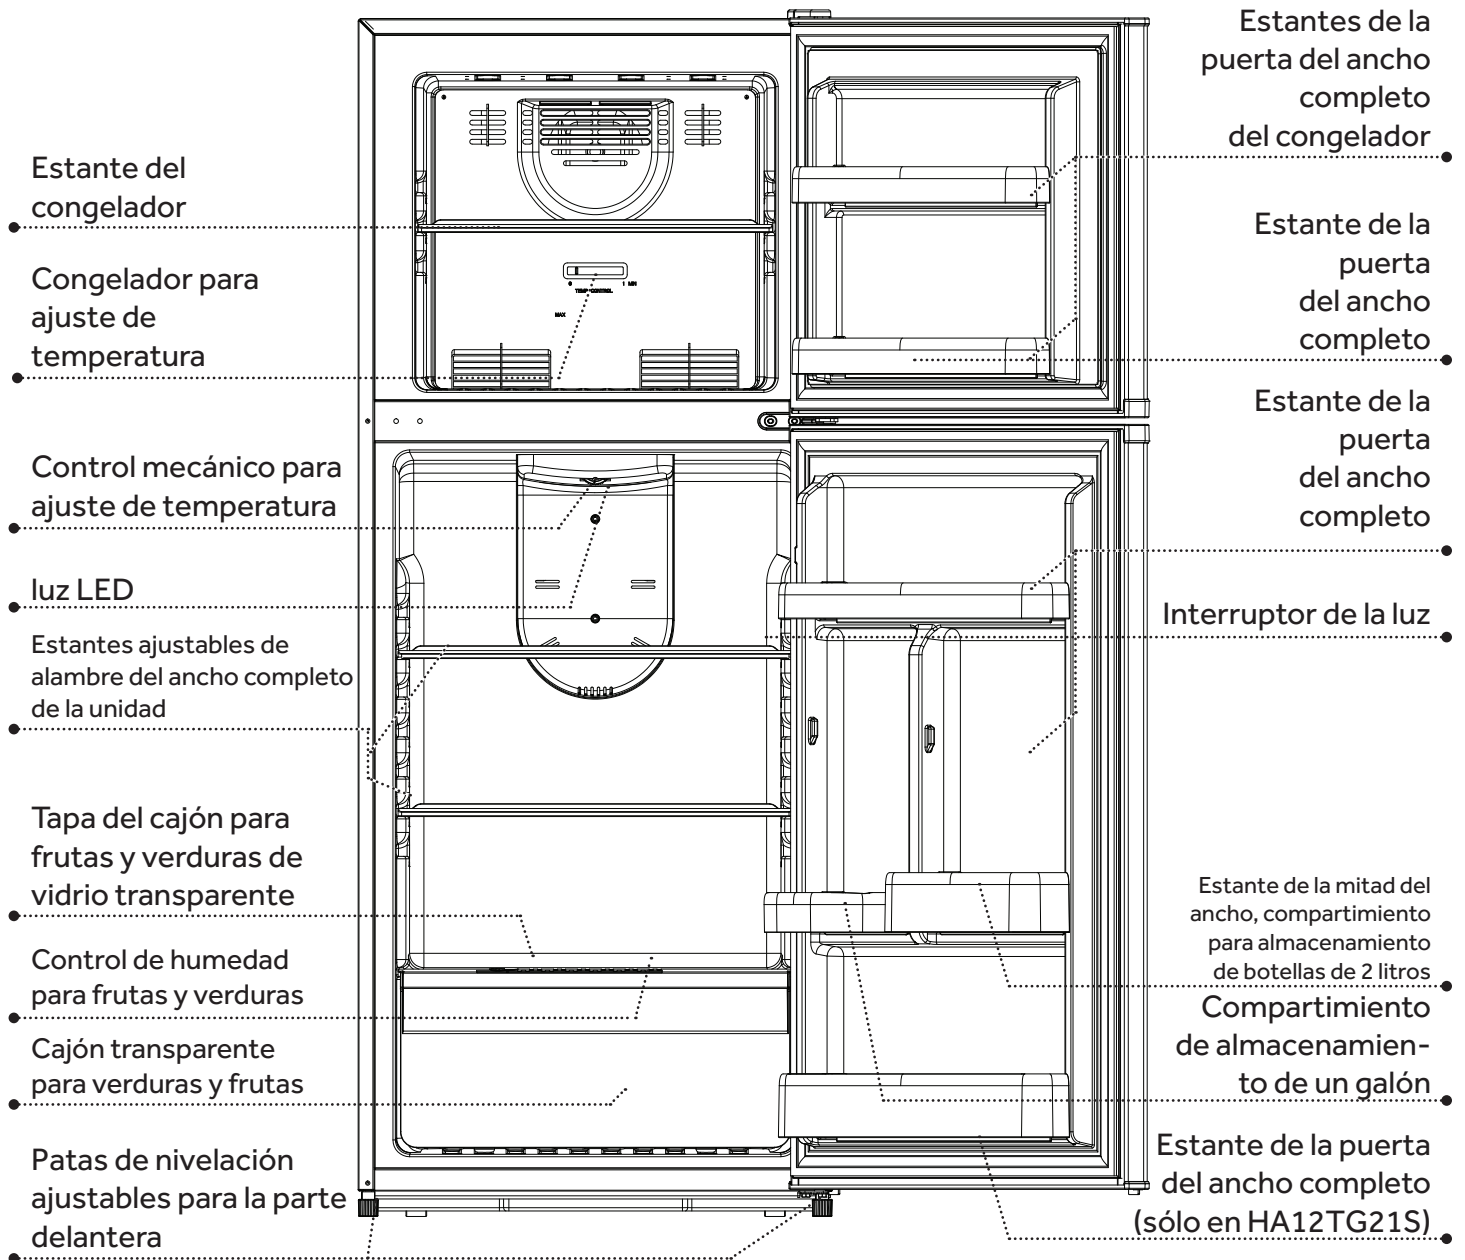 Estante del
congelador
Congelador para
ajuste de
temperatura
Control mecánico para
ajuste de temperatura
luz LED
Estantes ajustables de
alambre del ancho completo
de la unidad
Tapa del cajón para
frutas y verduras de
vidrio transparente
Control de humedad
para frutas y verduras
Cajón transparente
para verduras y frutas
Patas de nivelación
ajustables para la parte
delantera
0 1 MIN
TEMP CONTROL
MAX
Estantes de la
puerta del ancho
completo
del congelador
Estante de la
puerta
del ancho
completo
Estante de la
puerta
del ancho
completo
Interruptor de la luz
Estante de la mitad del
ancho, compartimiento
para almacenamiento
de botellas de 2 litros
Compartimiento
de almacenamien-
to de un galón
Estante de la puerta
del ancho completo
(sólo en HA12TG21S)